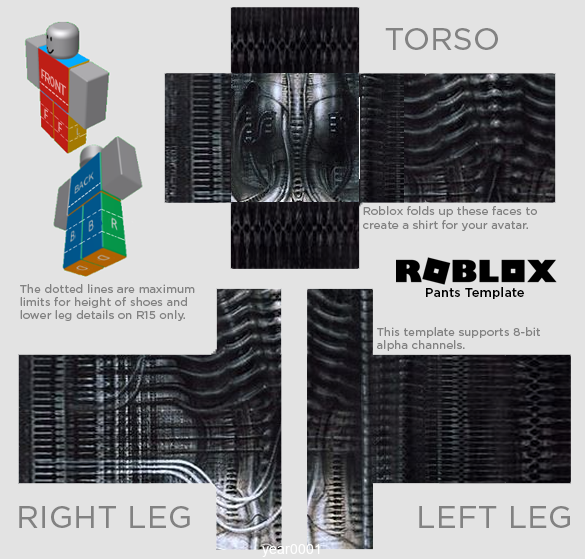 TORSO
FRONT
F F L
BACK
B B R
Roblox folds up these faces to
create a shirt for your avatar.
ROBLOX
Pants Template
The dotted lines are maximum
limits for height of shoes and
lower leg details on R15 only.
This template supports 8-bit
alpha channels.
RIGHT LEG
LEFT LEG
year0001